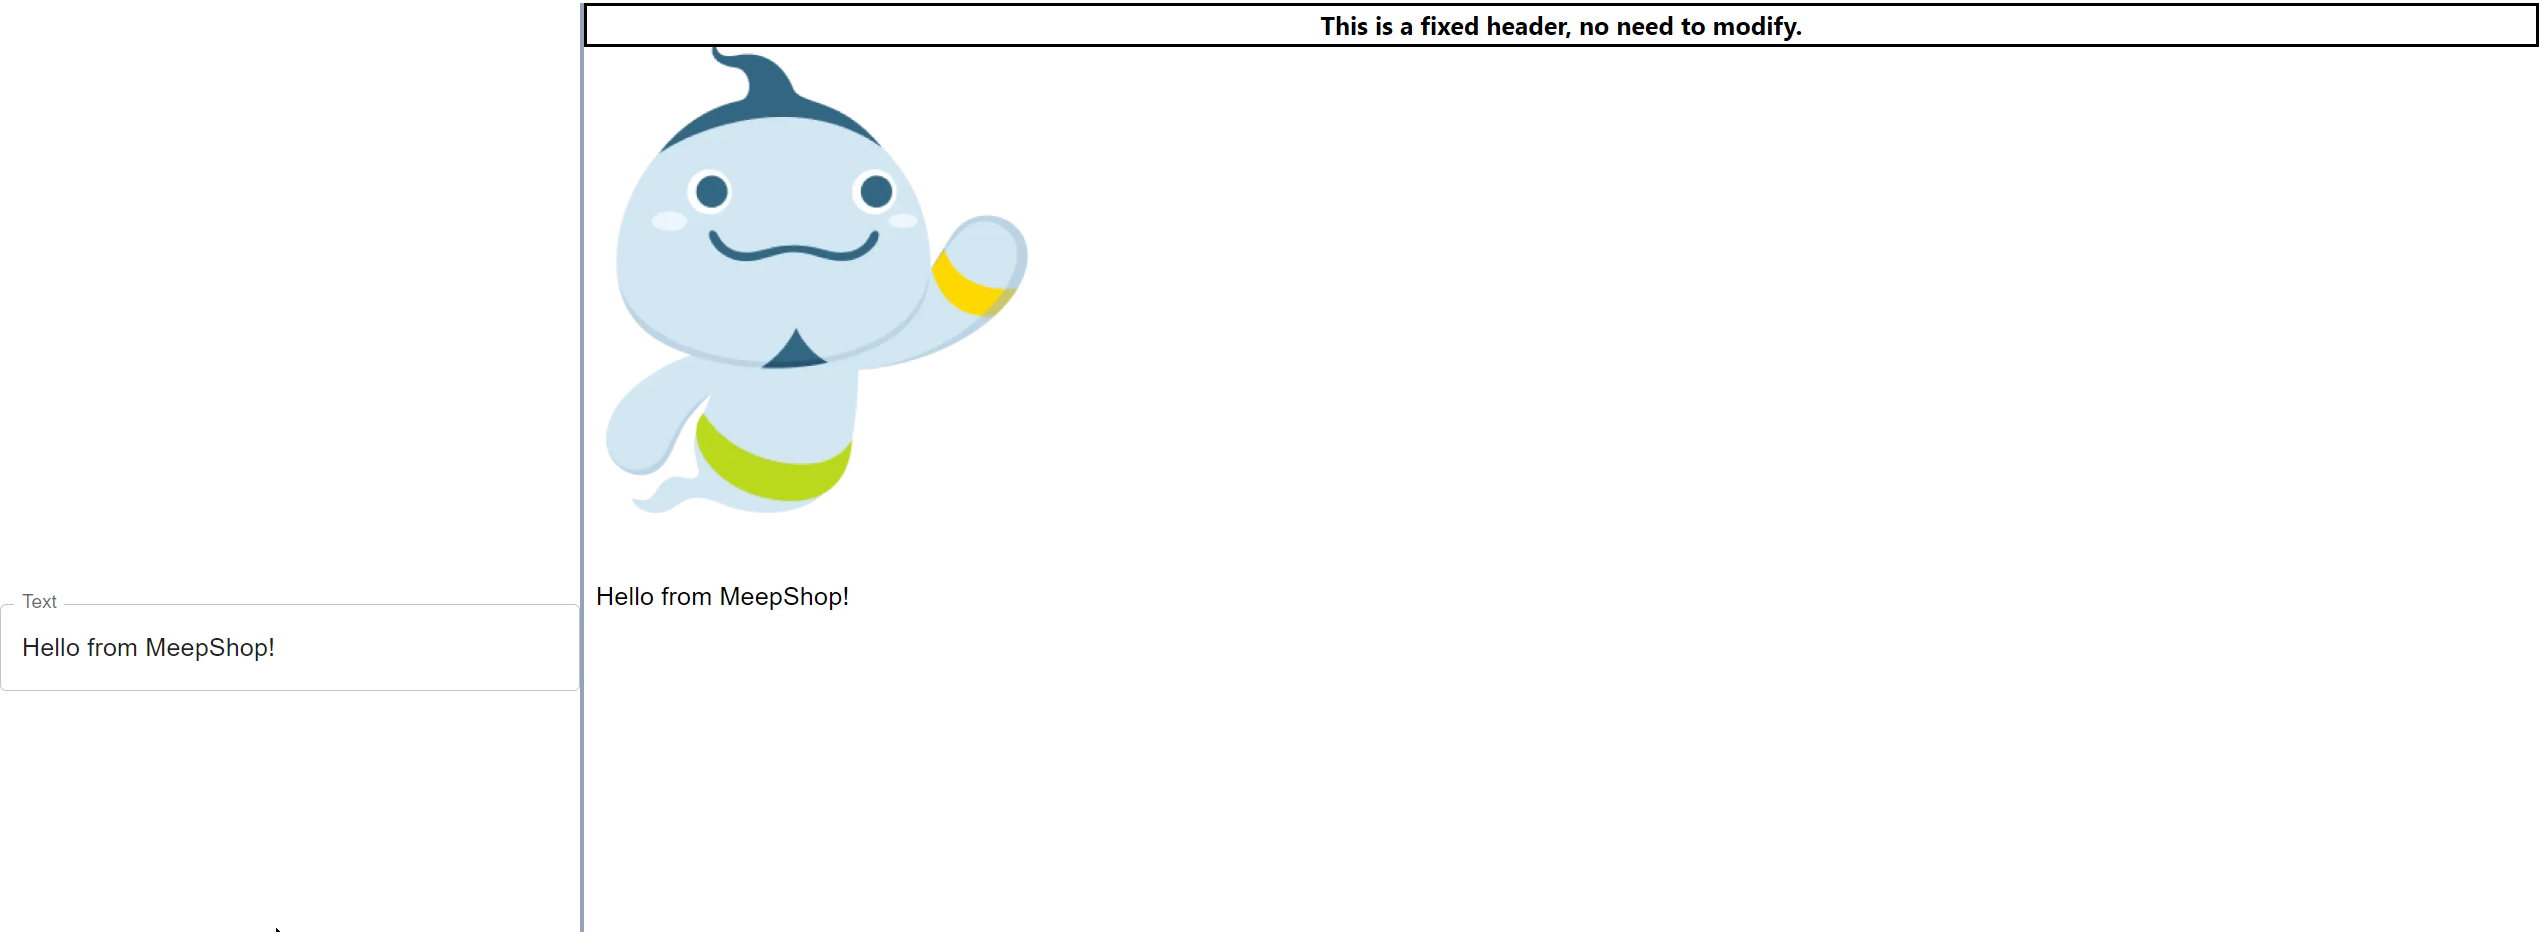 This is a fixed header, no need to modify.
Hello from MeepShop!
Text
Hello from MeepShop!